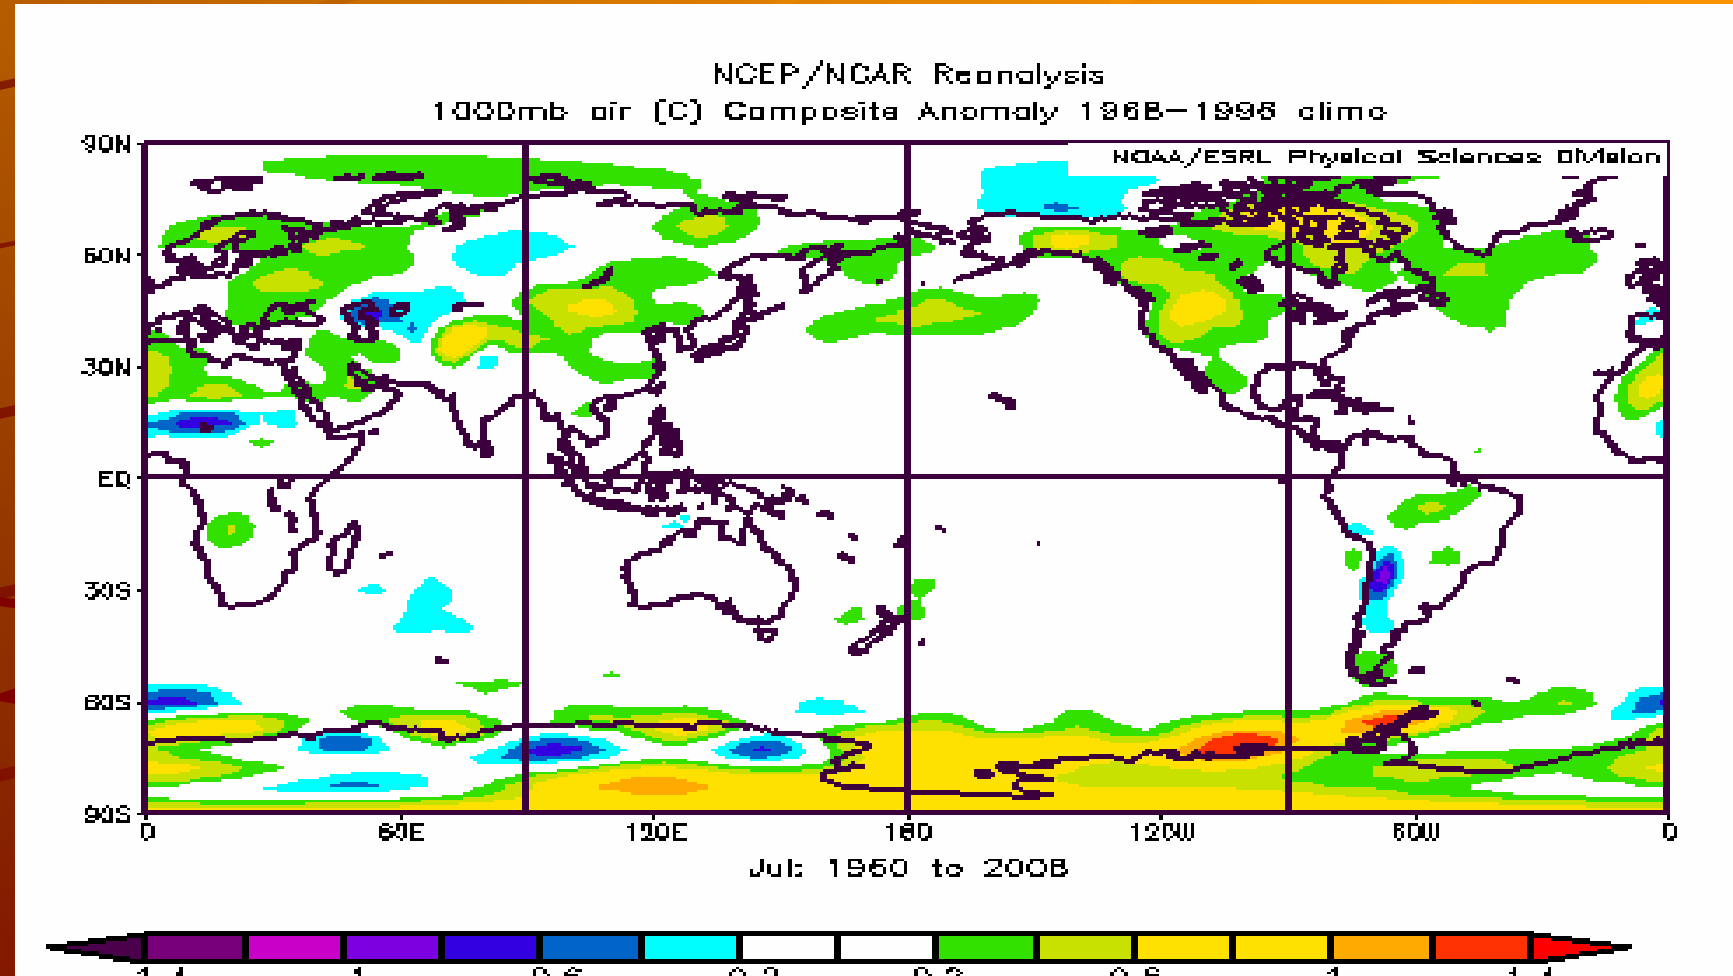 NCEP/NCAR Reanalysis
1000mb air (C) Composite Anomaly 1968-1996 climo
NOAA/ESRL Physical Sciences Division
90N
60N
30N
EQ
30S
60S
90S
0 60E 120E 180 120W 60W 0
Jul: 1960 to 2008